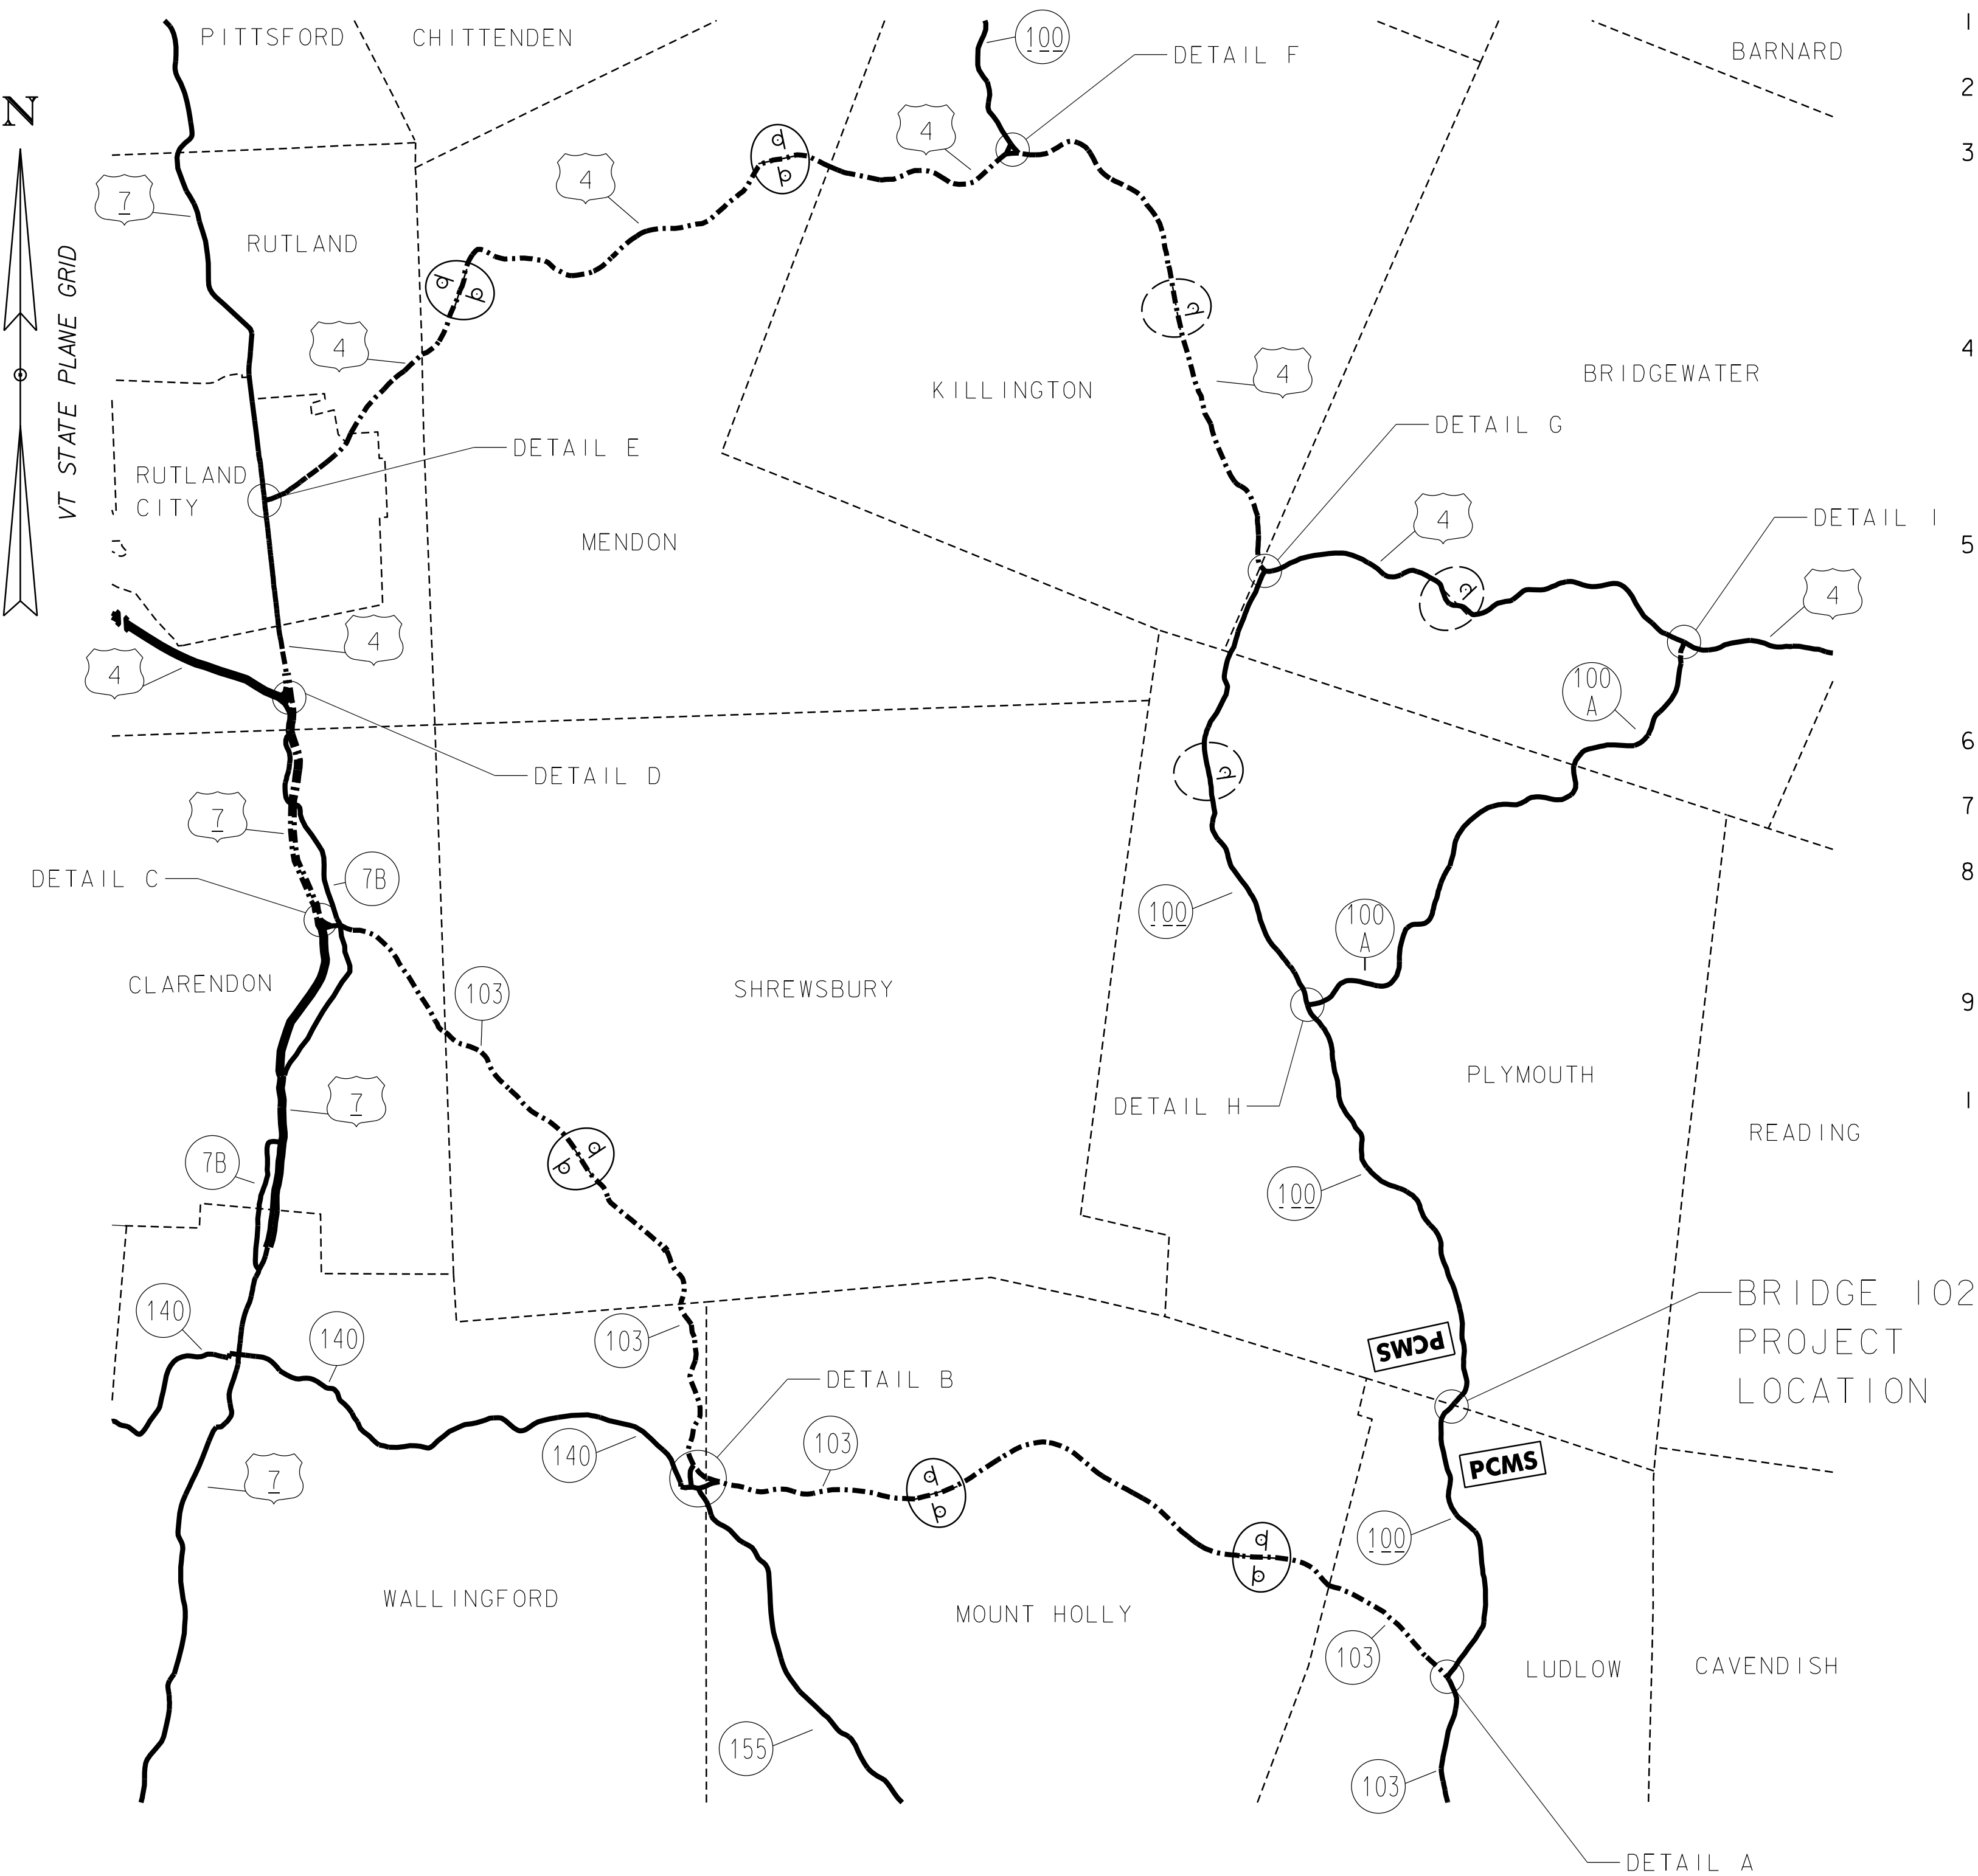 PITTSFORD
CHITTENDEN
100
DETAIL F
BARNARD
1
2
N
4
3
4
7
RUTLAND
VT STATE PLANE GRID
4
4
4
KILLINGTON
BRIDGEWATER
DETAIL G
DETAIL E
RUTLAND
CITY
MENDON
4
DETAIL I
5
4
4
4
100
A
6
DETAIL D
7
7
DETAIL C
7B
8
100
100
A
CLARENDON
103
SHREWSBURY
9
PLYMOUTH
7
DETAIL H
1
READING
7B
100
140
140
103
BRIDGE 102
PROJECT
LOCATION
PCMS
DETAIL B
140
103
PCMS
7
100
WALLINGFORD
MOUNT HOLLY
103
LUDLOW
CAVENDISH
155
103
DETAIL A